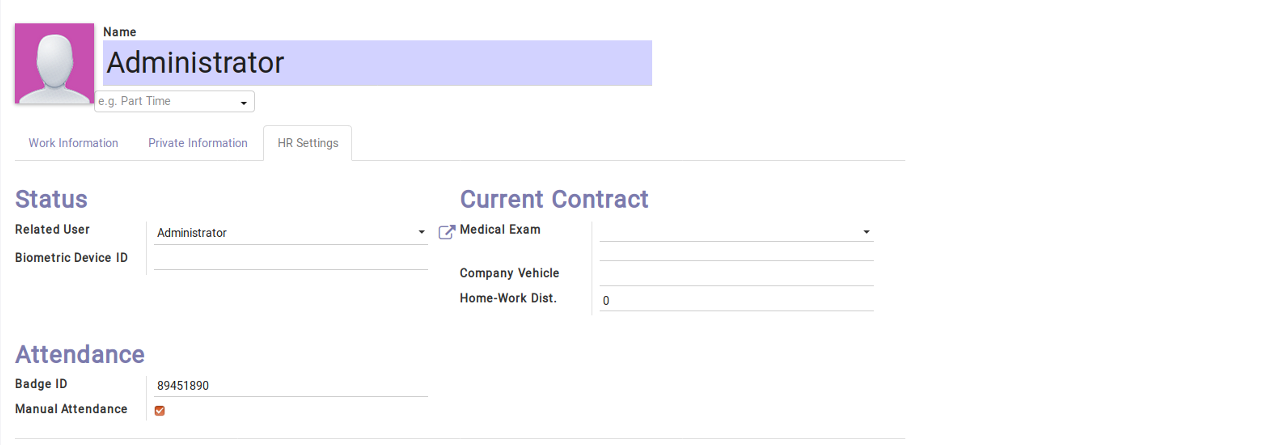 Name
Administrator
e.g. Part Time
Work Information Private Information HR Settings
Status
Related User Administrator
Biometric Device ID
Current Contract
Medical Exam
Company Vehicle
Home-Work Dist. 0
Attendance
Badge ID 89451890
Manual Attendance